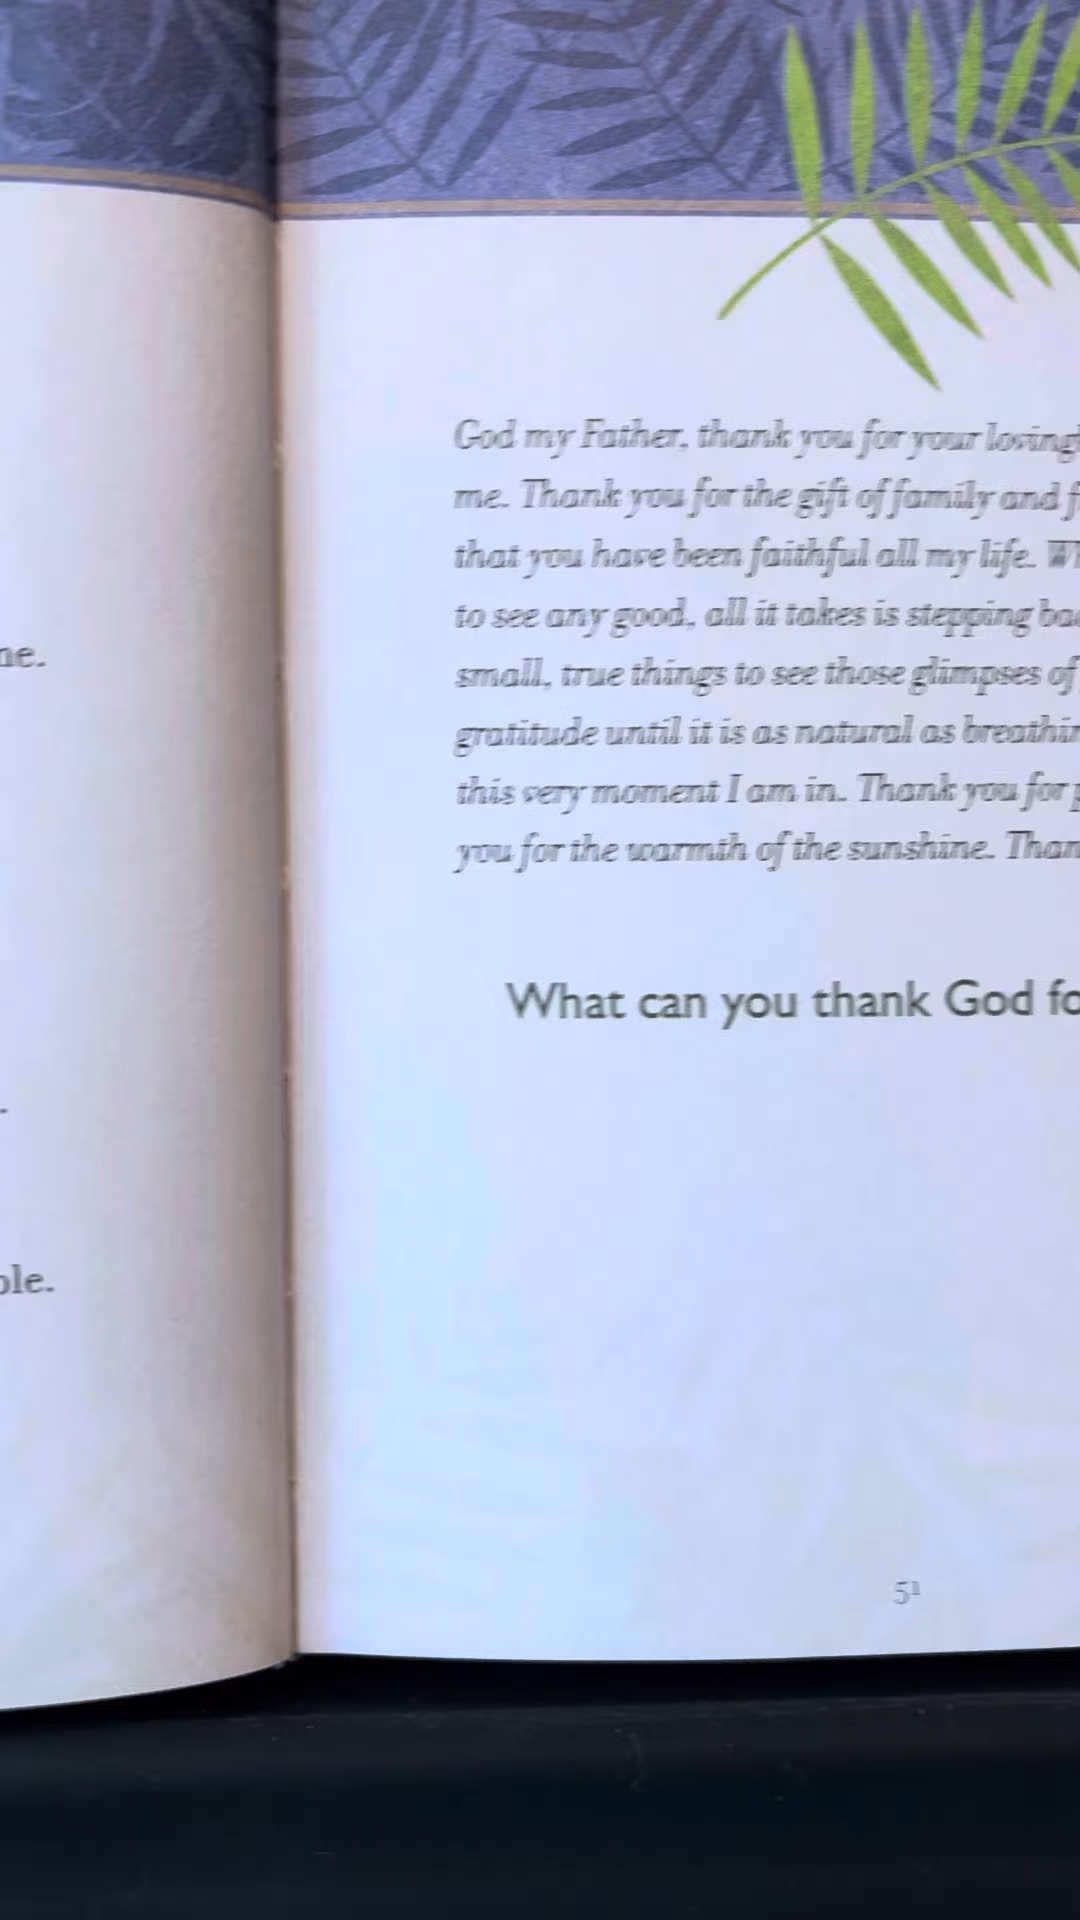 ne.
ole.
God my Father, thank you for your
me. Thank you for the gift of family and
that you have been faithful all my life.
to see any good, all it takes is stepping
small, true things to see those glimpses of
gratitude until it is as natural as
this very moment I am in. Thank you for
you for the warmth of the sunshine.
What can you thank God
51